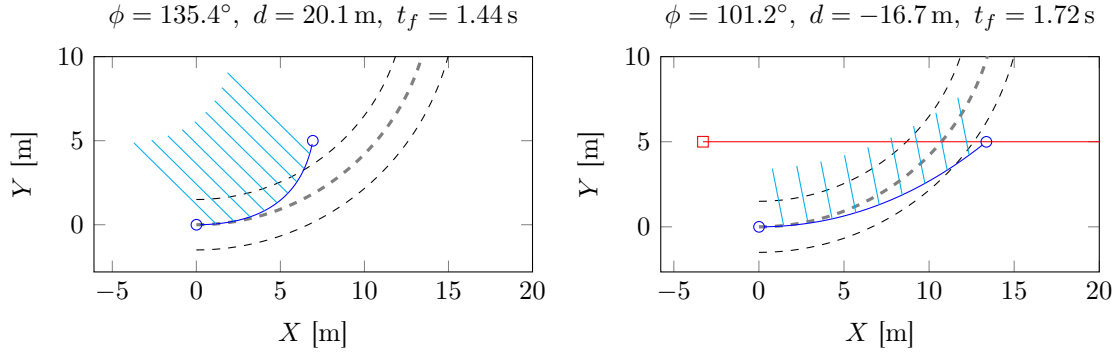 ϕ = 135.4°, d = 20.1 m, t_f = 1.44 s
10
5
0
−5 0 5 10 15 20
X [m]
Y [m]
ϕ = 101.2°, d = −16.7 m, t_f = 1.72 s
10
5
0
−5 0 5 10 15 20
X [m]
Y [m]